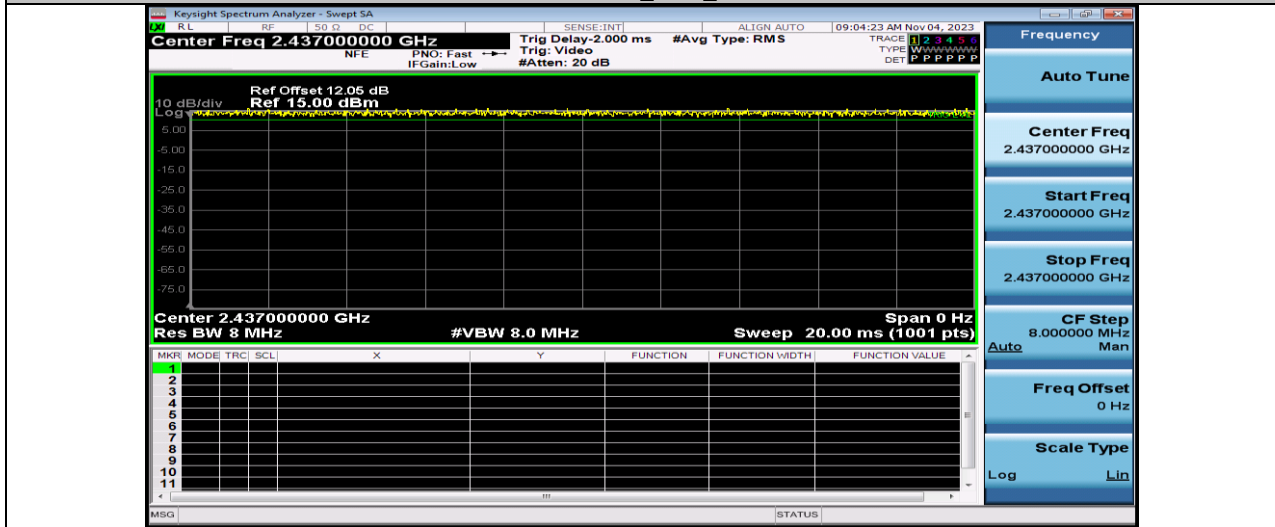 Keysight Spectrum Analyzer - Swept SA
LXI RL RF 50 Ω DC SENSE:INT ALIGN AUTO 09:04:23 AM Nov 04, 2023
Center Freq 2.437000000 GHz
NFE PNO: Fast
IFGain:Low
Trig Delay-2.000 ms
Trig: Video
#Atten: 20 dB
#Avg Type: RMS
TRACE 1 2 3 4 5 6
TYPE WWWWWW
DET P P P P P P
Ref Offset 12.05 dB
10 dB/div Ref 15.00 dBm
Log
5.00
-5.00
-15.0
-25.0
-35.0
-45.0
-55.0
-65.0
-75.0
Center 2.437000000 GHz Span 0 Hz
Res BW 8 MHz #VBW 8.0 MHz Sweep 20.00 ms (1001 pts)
MKR MODE TRC SCL X Y FUNCTION FUNCTION WIDTH FUNCTION VALUE
1
2
3
4
5
6
7
8
9
10
11
MSG STATUS
Frequency
Auto Tune
Center Freq
2.437000000 GHz
Start Freq
2.437000000 GHz
Stop Freq
2.437000000 GHz
CF Step
8.000000 MHz
Auto Man
Freq Offset
0 Hz
Scale Type
Log Lin